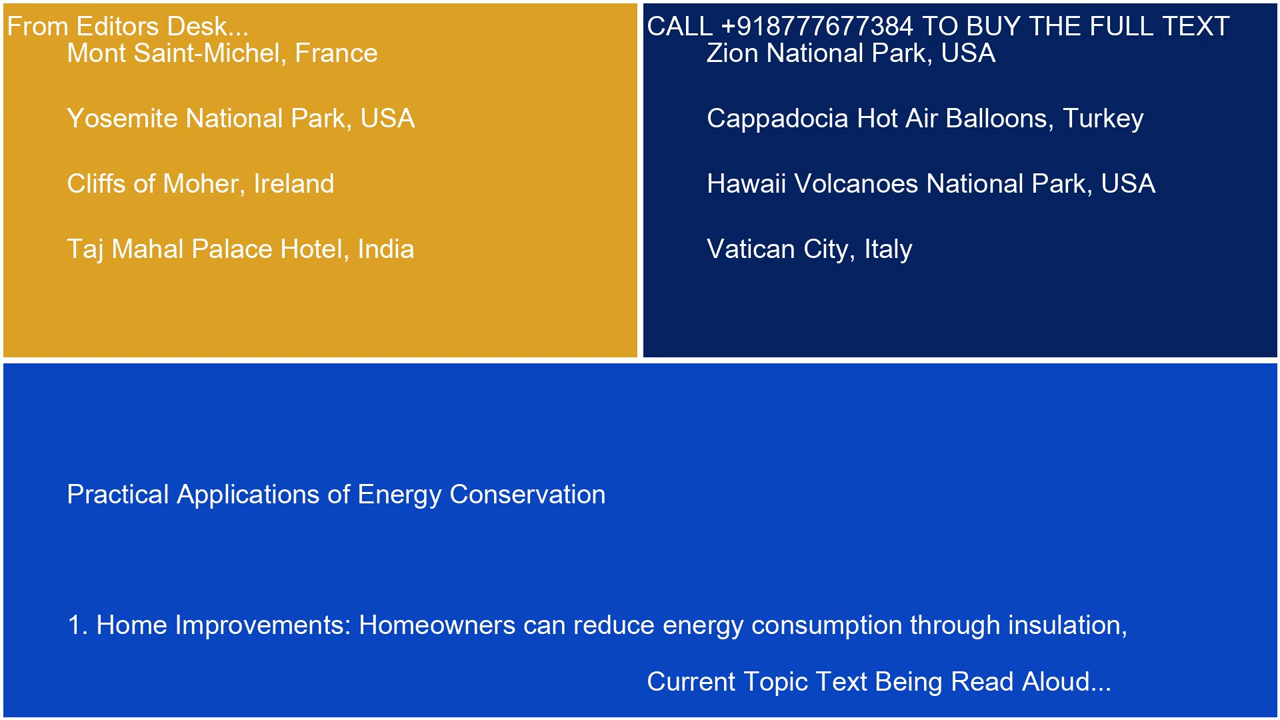 From Editors Desk...
Mont Saint-Michel, France
Yosemite National Park, USA
Cliffs of Moher, Ireland
Taj Mahal Palace Hotel, India
CALL +918777677384 TO BUY THE FULL TEXT
Zion National Park, USA
Cappadocia Hot Air Balloons, Turkey
Hawaii Volcanoes National Park, USA
Vatican City, Italy
Practical Applications of Energy Conservation
1. Home Improvements: Homeowners can reduce energy consumption through insulation,
Current Topic Text Being Read Aloud...